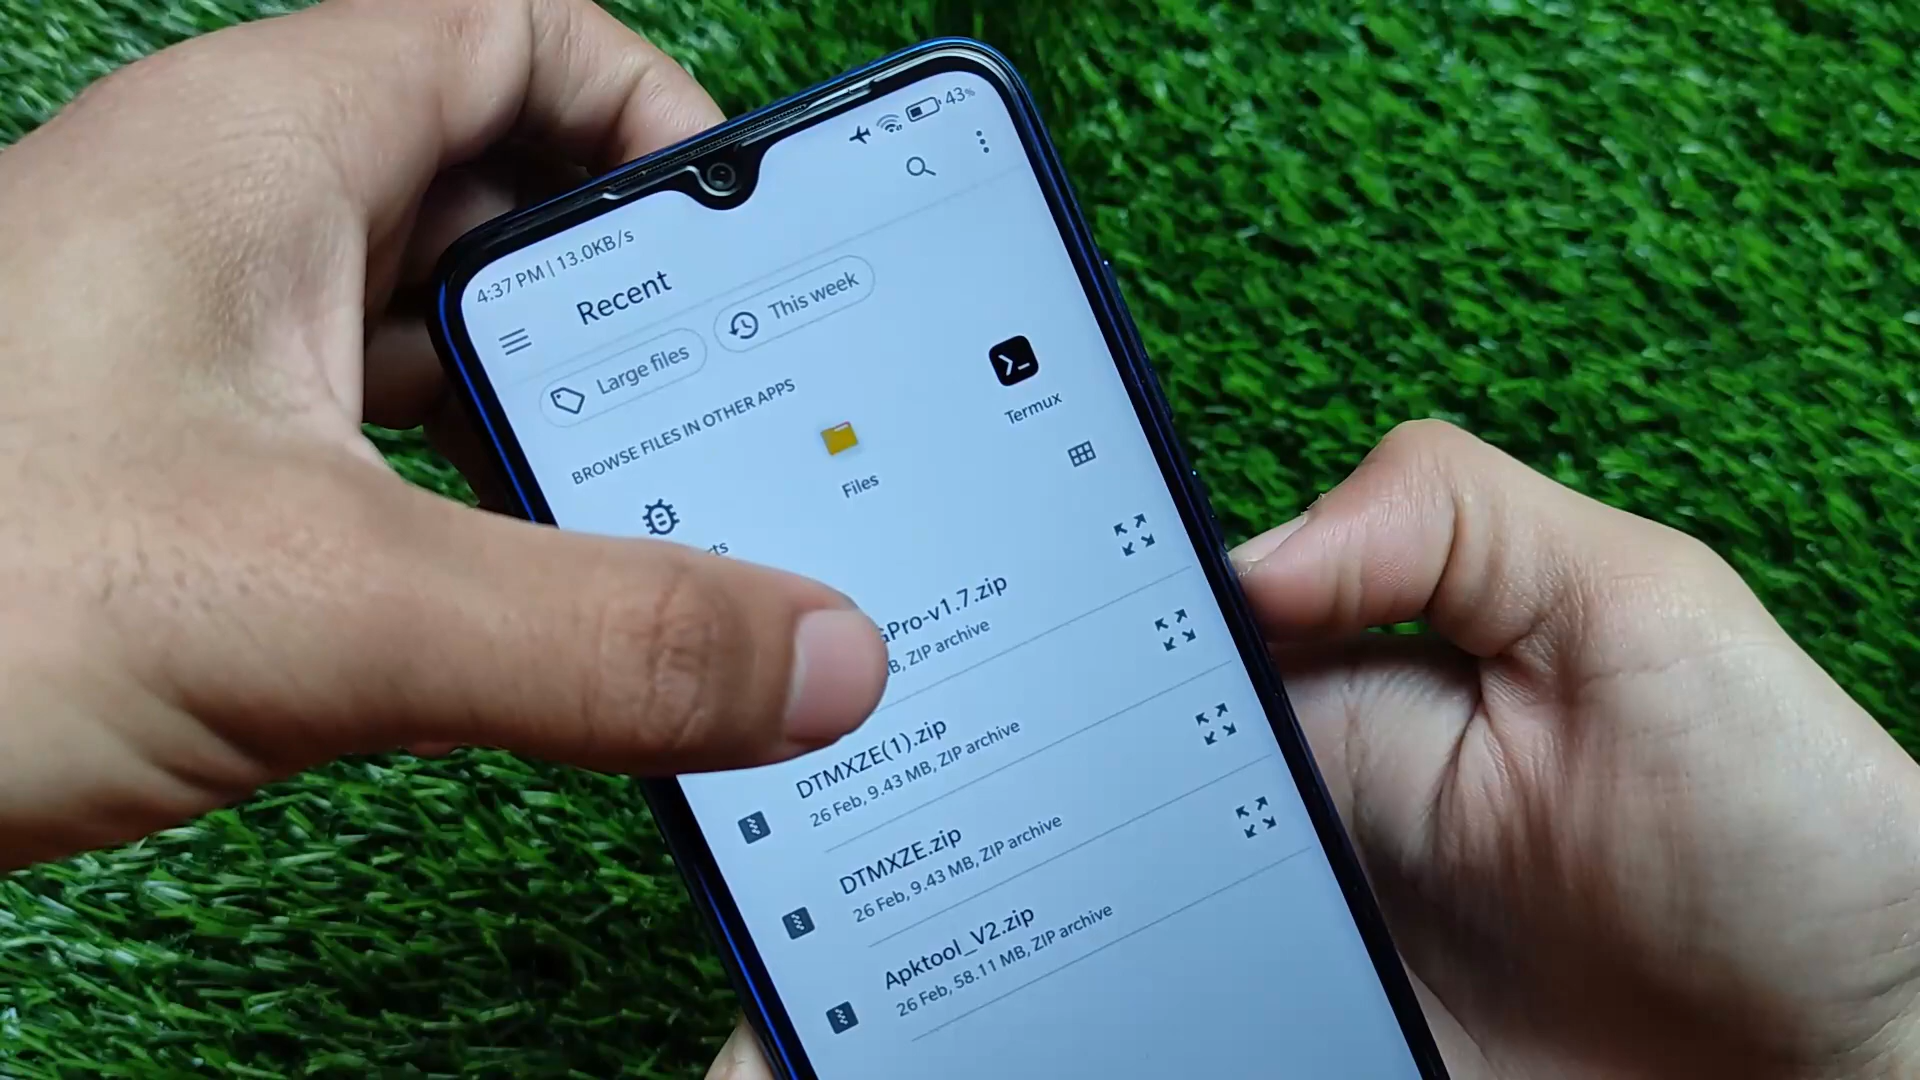 43%
4:37 PM | 13.0KB/s
Recent
Large files
This week
BROWSE FILES IN OTHER APPS
Termux
Files
Pro-v1.7.zip
B, ZIP archive
DTMXZE(1).zip
26 Feb, 9.43 MB, ZIP archive
DTMXZE.zip
26 Feb, 9.43 MB, ZIP archive
Apktool_V2.zip
26 Feb, 58.11 MB, ZIP archive